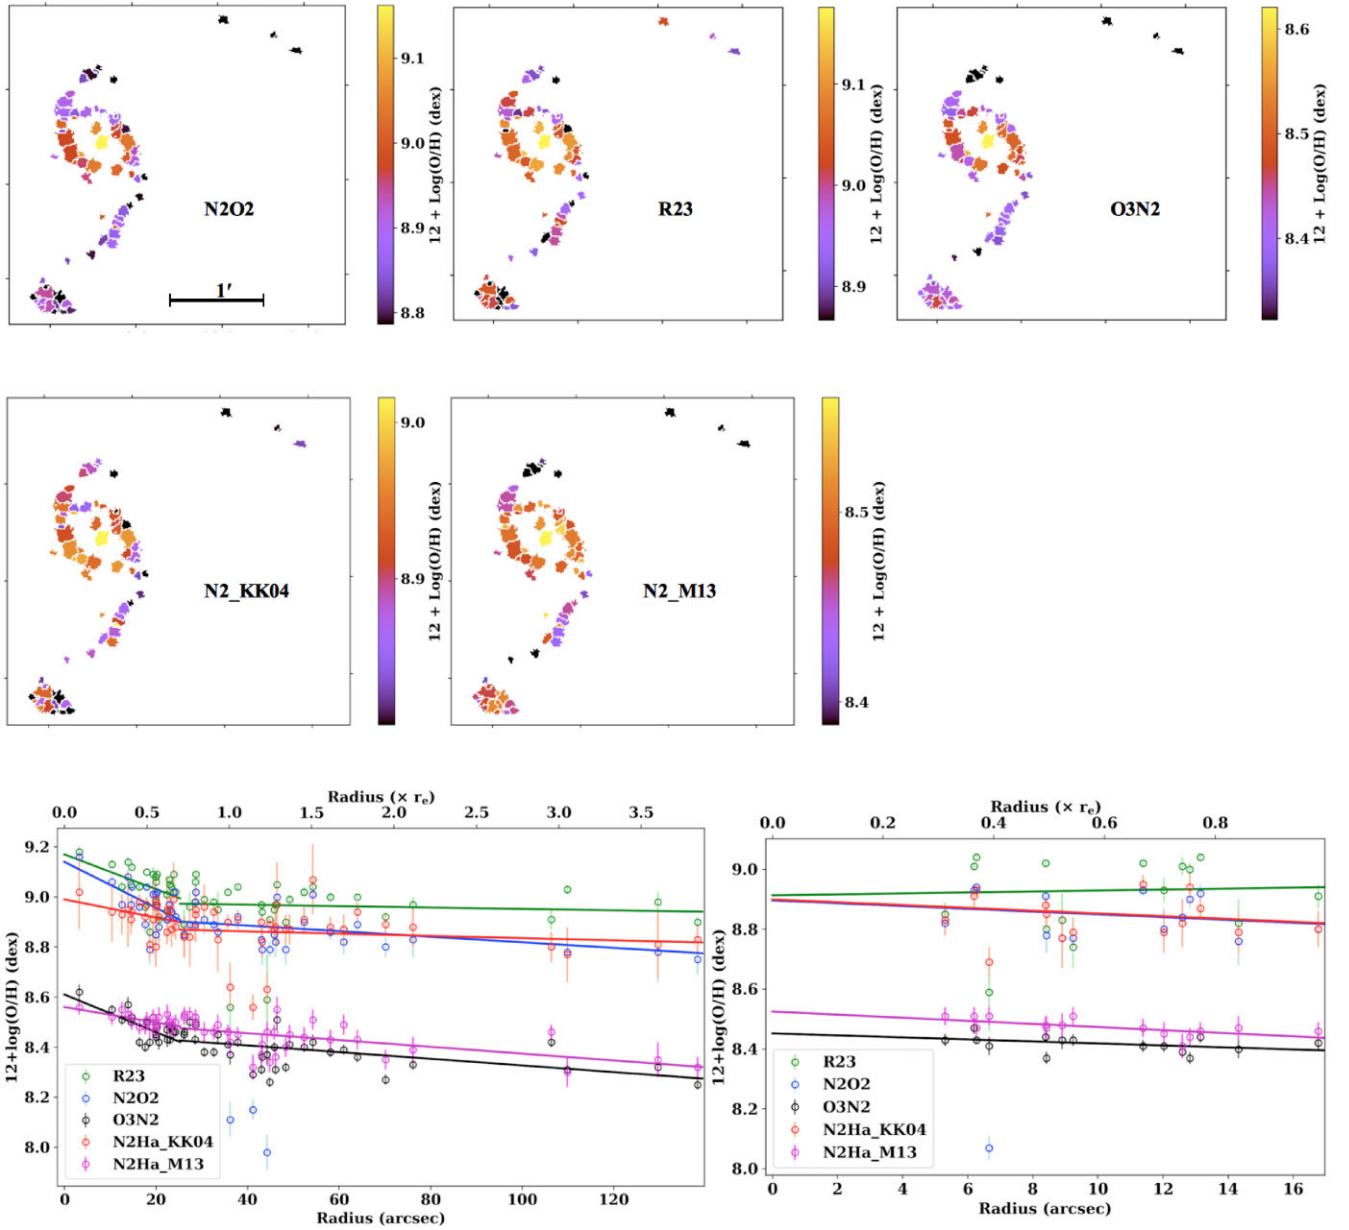 9.1
9.0
8.9
8.8
12 + Log(O/H) (dex)
N2O2
1′
9.1
9.0
8.9
12 + Log(O/H) (dex)
R23
8.6
8.5
8.4
12 + Log(O/H) (dex)
O3N2
9.0
8.9
12 + Log(O/H) (dex)
N2_KK04
8.5
8.4
12 + Log(O/H) (dex)
N2_M13
Radius (× re)
0.0 0.5 1.0 1.5 2.0 2.5 3.0 3.5
9.2
9.0
8.8
8.6
8.4
8.2
8.0
12+log(O/H) (dex)
R23
N2O2
O3N2
N2Ha_KK04
N2Ha_M13
0 20 40 60 80 100 120
Radius (arcsec)
Radius (× re)
0.0 0.2 0.4 0.6 0.8
9.0
8.8
8.6
8.4
8.2
8.0
12+log(O/H) (dex)
R23
N2O2
O3N2
N2Ha_KK04
N2Ha_M13
0 2 4 6 8 10 12 14 16
Radius (arcsec)